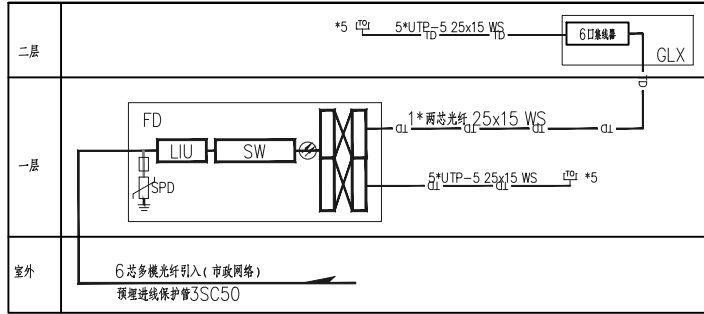 二层
*5 TO 5*UTP-5 25x15 WS
TD TD
6口集线器
GLX
TD
一层
FD
LIU SW
SPD
1*两芯光纤 25x15 WS
TD TD TD TD
5*UTP-5 25x15 WS
TD TD
TO *5
室外
6芯多模光纤引入(市政网络)
预埋进线保护管3SC50